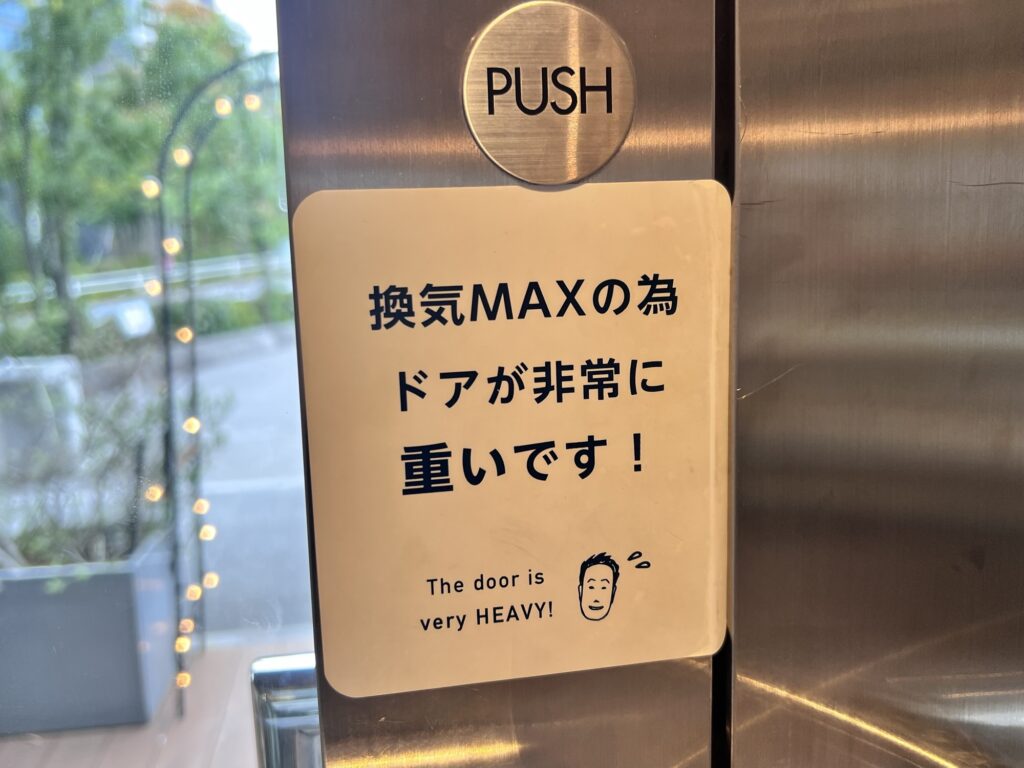 PUSH
換気MAXの為
ドアが非常に
重いです！
The door is
very HEAVY!